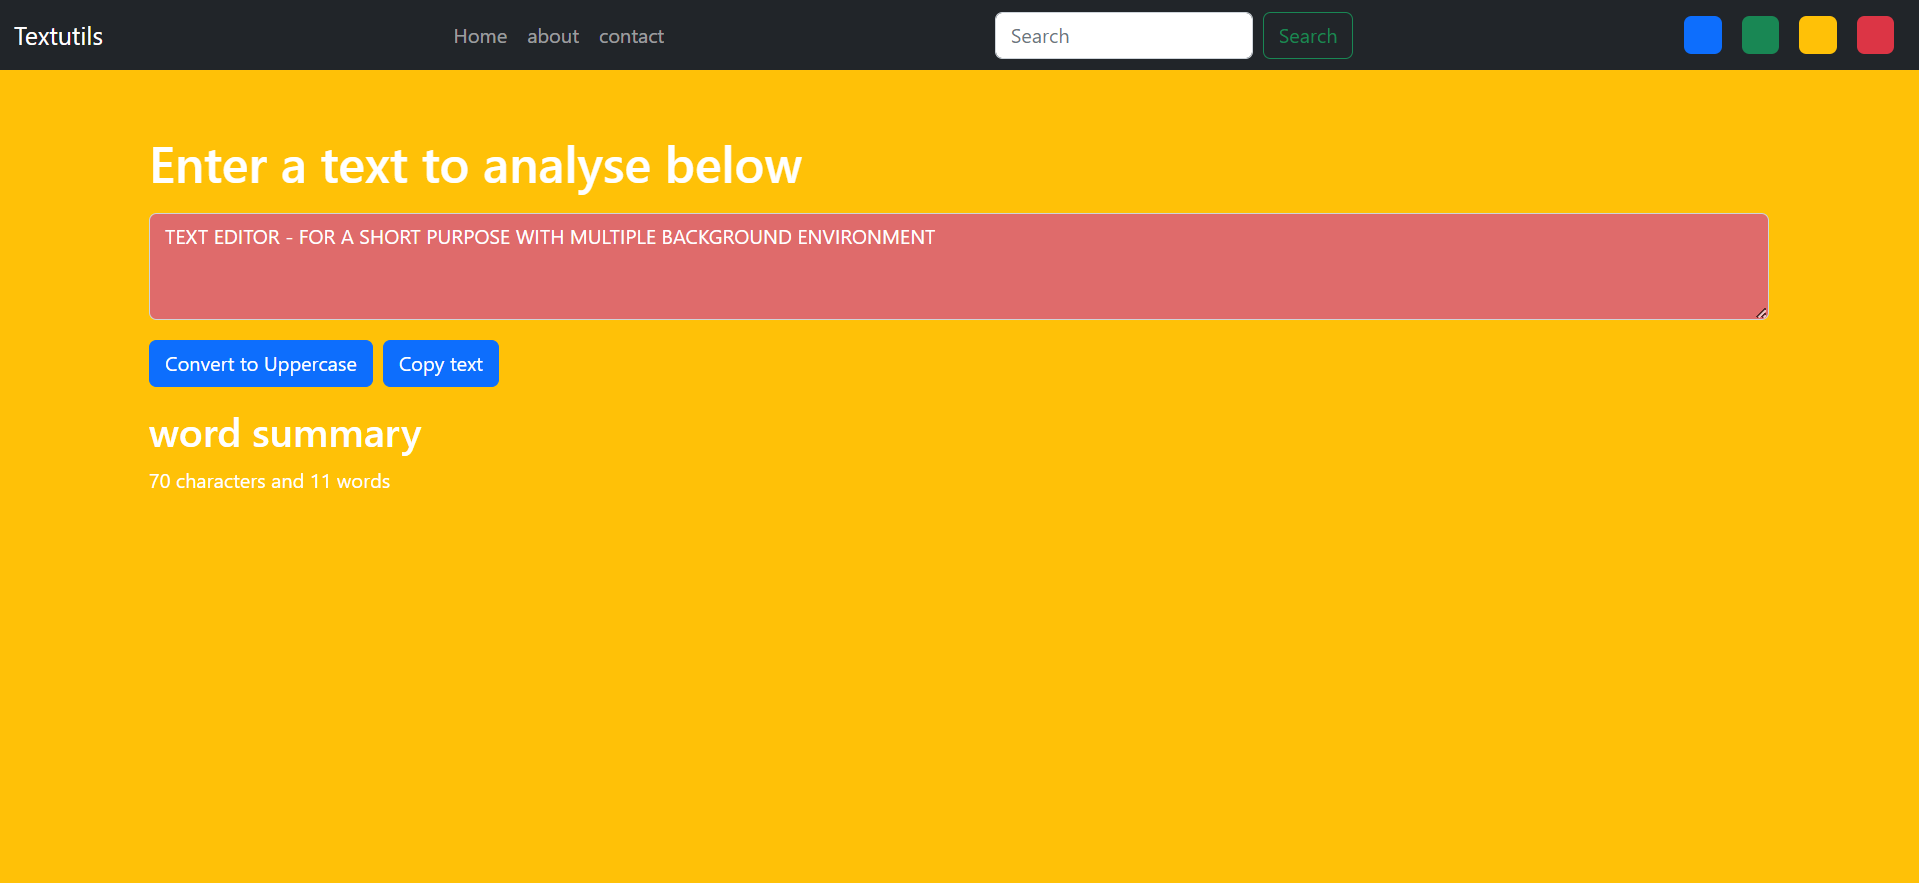 Textutils
Home about contact
Search
Search
Enter a text to analyse below
TEXT EDITOR - FOR A SHORT PURPOSE WITH MULTIPLE BACKGROUND ENVIRONMENT
Convert to Uppercase
Copy text
word summary
70 characters and 11 words